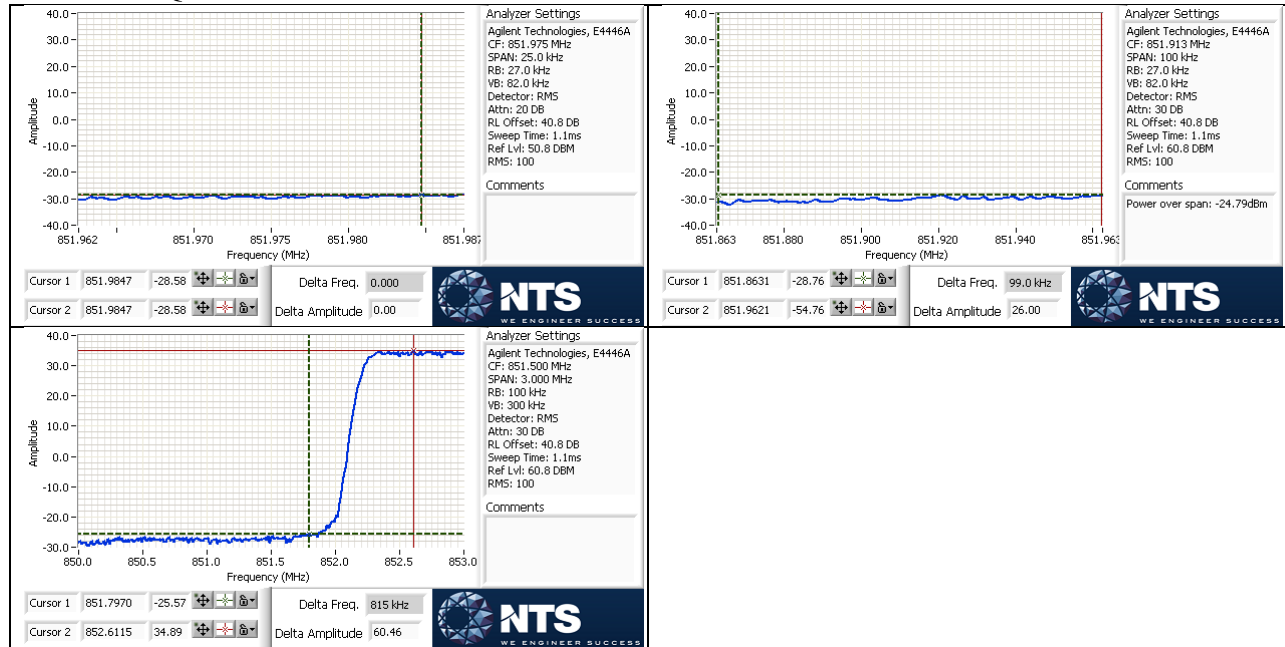 Analyzer Settings
40.0
20.0
0.0
-20.0
-30.0
-40.0
Amplitude
851.962 851.970 851.975 851.980 851.987
Frequency (MHz)
Agilent Technologies, E4446A
CF: 851.975 MHz
SPAN: 25.0 kHz
RB: 27.0 kHz
VB: 82.0 kHz
Detector: RMS
Attn: 20 DB
RL Offset: 40.8 DB
Sweep Time: 1.1ms
Ref Lvl: 50.8 DBM
RMS: 100
Comments
Cursor 1 851.9847 -28.58
Cursor 2 851.9847 -28.58
Delta Freq. 0.000
Delta Amplitude 0.00
NTS
WE ENGINEER SUCCESS
Analyzer Settings
40.0
20.0
0.0
-20.0
-30.0
-40.0
Amplitude
851.863 851.880 851.900 851.920 851.940 851.963
Frequency (MHz)
Agilent Technologies, E4446A
CF: 851.913 MHz
SPAN: 100 kHz
RB: 27.0 kHz
VB: 82.0 kHz
Detector: RMS
Attn: 30 DB
RL Offset: 40.8 DB
Sweep Time: 1.1ms
Ref Lvl: 60.8 DBM
RMS: 100
Comments
Power over span: -24.79dBm
Cursor 1 851.8631 -28.76
Cursor 2 851.9621 -54.76
Delta Freq. 99.0 kHz
Delta Amplitude 26.00
NTS
WE ENGINEER SUCCESS
Analyzer Settings
40.0
30.0
20.0
10.0
0.0
-10.0
-20.0
-30.0
Amplitude
850.0 850.5 851.0 851.5 852.0 852.5 853.0
Frequency (MHz)
Agilent Technologies, E4446A
CF: 851.500 MHz
SPAN: 3.000 MHz
RB: 100 kHz
VB: 300 kHz
Detector: RMS
Attn: 30 DB
RL Offset: 40.8 DB
Sweep Time: 1.1ms
Ref Lvl: 60.8 DBM
RMS: 100
Comments
Cursor 1 851.7970 -25.57
Cursor 2 852.6115 34.89
Delta Freq. 815 kHz
Delta Amplitude 60.46
NTS
WE ENGINEER SUCCESS